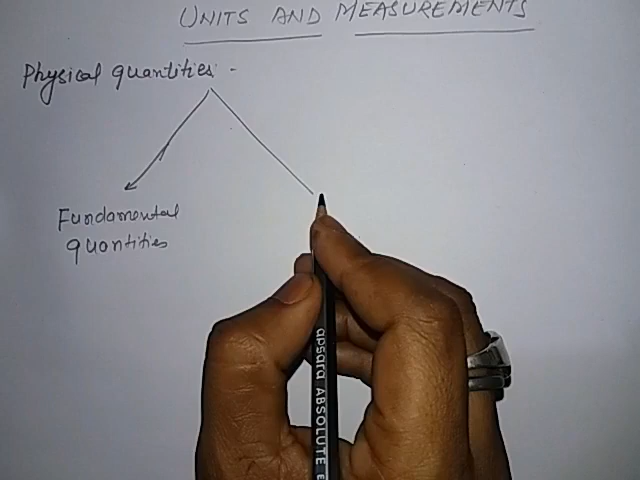 UNITS AND MEASUREMENTS
Physical quantities: -
Fundamental
quantities
apsara ABSOLUTE